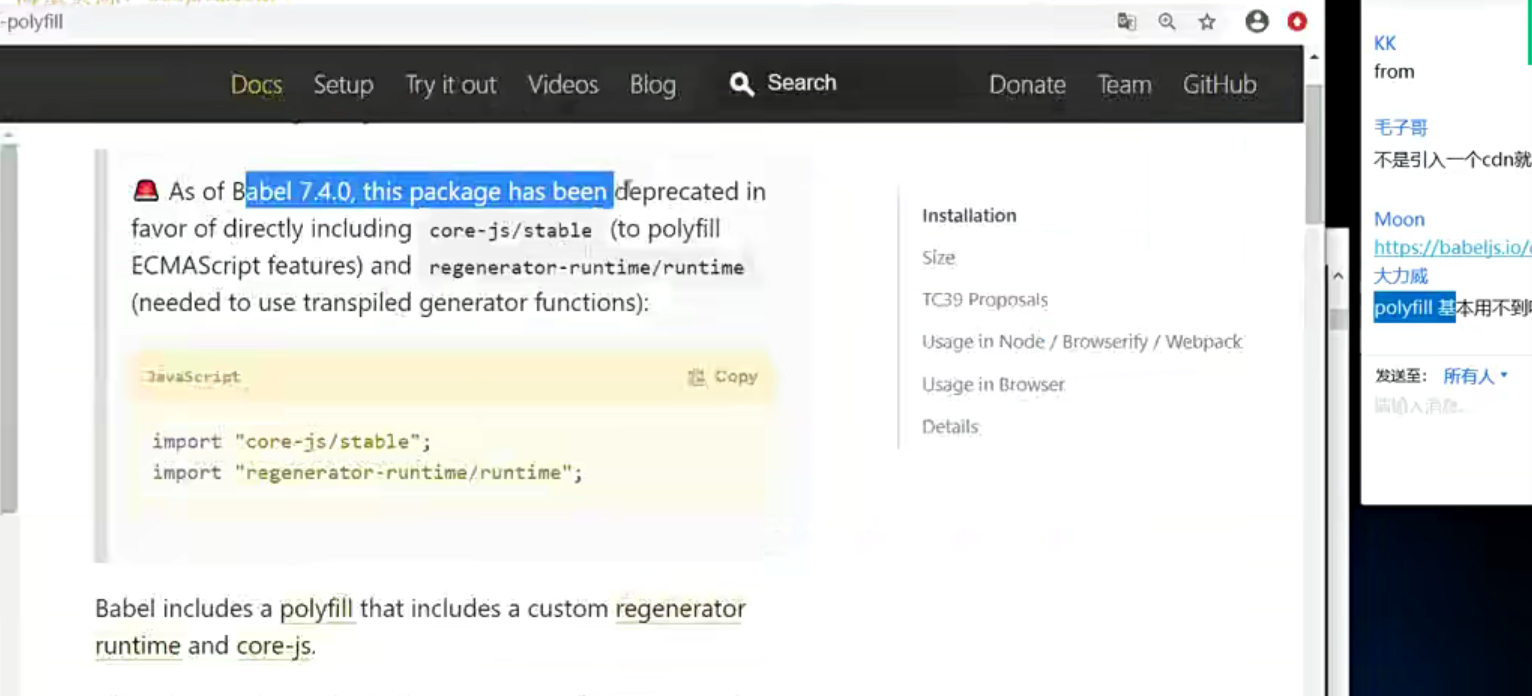 -polyfill
Docs Setup Try it out Videos Blog Search Donate Team GitHub
As of Babel 7.4.0, this package has been deprecated in
favor of directly including core-js/stable (to polyfill
ECMAScript features) and regenerator-runtime/runtime
(needed to use transpiled generator functions):
JavaScript Copy
import "core-js/stable";
import "regenerator-runtime/runtime";
Babel includes a polyfill that includes a custom regenerator
runtime and core-js.
Installation
Size
TC39 Proposals
Usage in Node / Browserify / Webpack
Usage in Browser
Details
KK
from
毛子哥
不是引入一个cdn就
Moon
https://babeljs.io/
大力威
polyfill 基本用不到
发送至： 所有人
请输入消息...